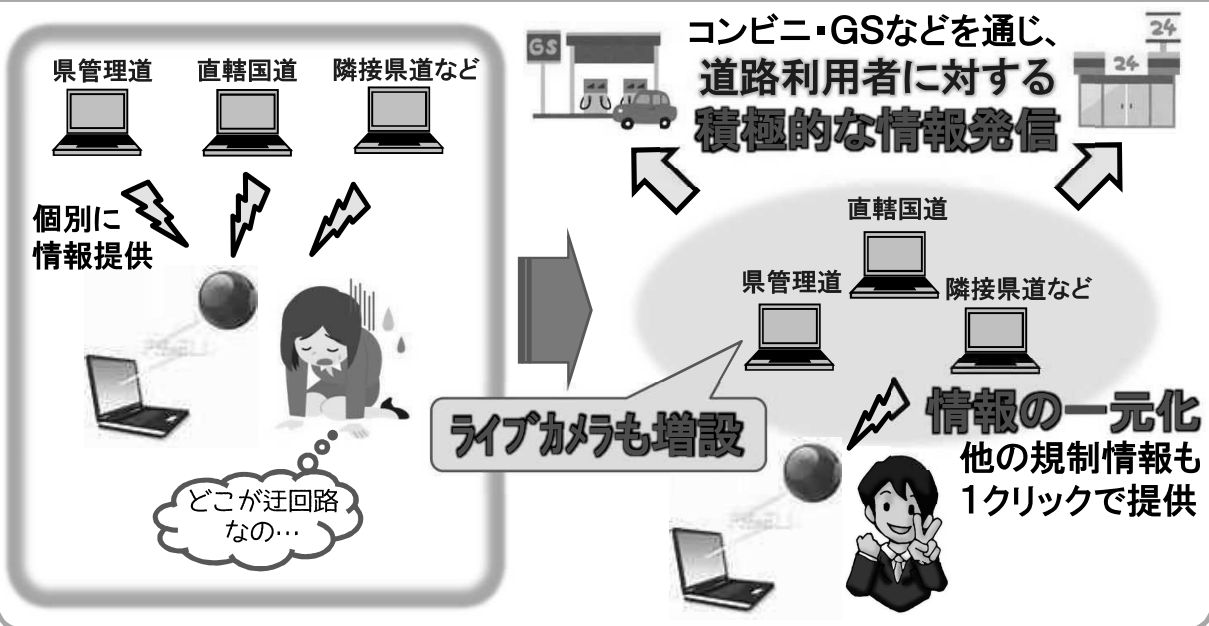 県管理道
直轄国道
隣接県道など
個別に
情報提供
どこが迂回路
なの…
GS
コンビニ・GSなどを通じ、
道路利用者に対する
積極的な情報発信
24
24
直轄国道
県管理道
隣接県道など
ライブカメラも増設
情報の一元化
他の規制情報も
1クリックで提供